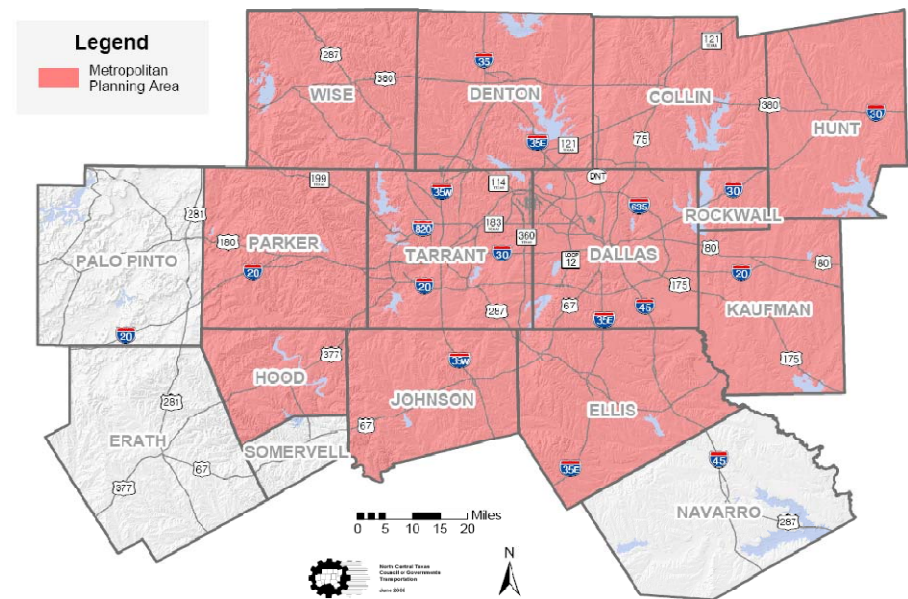 Legend
Metropolitan
Planning Area
121
287
35
380
WISE
DENTON
COLLIN
380
30
HUNT
35E
121
75
199
35W
114
DNT
30
635
ROCKWALL
281
820
183
180
PARKER
TARRANT
360
30
LOOP
12
DALLAS
80
80
PALO PINTO
20
20
20
175
KAUFMAN
287
67
45
35E
20
377
35W
175
HOOD
JOHNSON
ELLIS
281
67
ERATH
SOMERVELL
67
377
35E
45
NAVARRO
287
0 5 10 15 20 Miles
N
North Central Texas
Council of Governments
Transportation